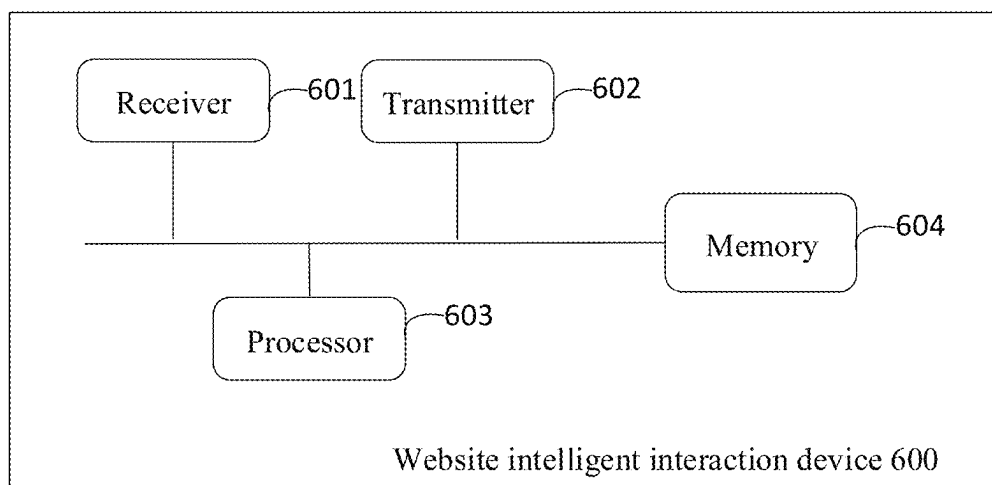 Receiver
601
Transmitter
602
Memory
604
Processor
603
Website intelligent interaction device 600